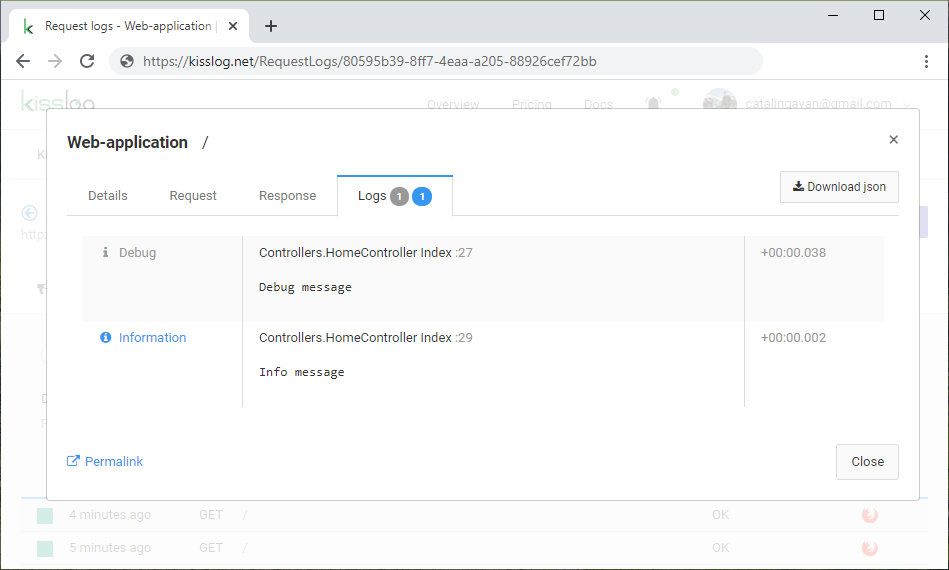 Request logs - Web-application |
https://kisslog.net/RequestLogs/80595b39-8ff7-4eaa-a205-88926cef72bb
kisslog Overview Pricing Docs catalingavan@gmail.com
Web-application /
Details Request Response Logs 1 1 Download json
http:
Debug Controllers.HomeController Index :27 +00:00.038
Debug message
Information Controllers.HomeController Index :29 +00:00.002
Info message
Permalink Close
4 minutes ago GET / OK
5 minutes ago GET / OK